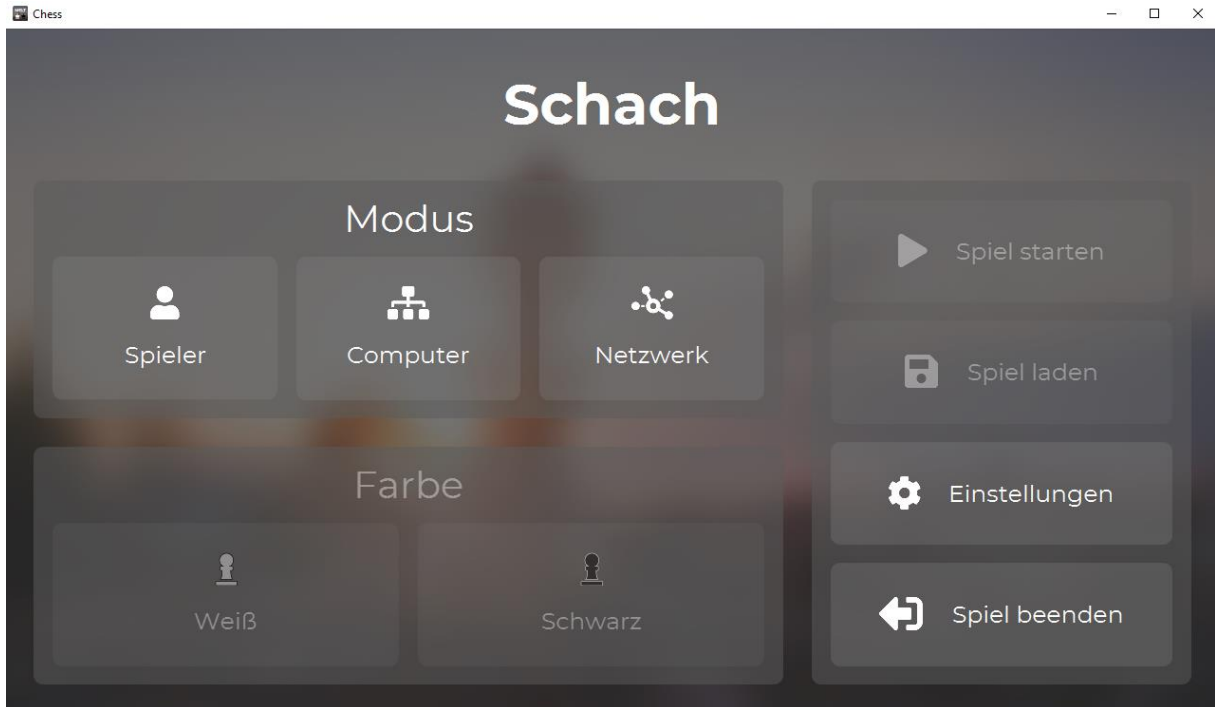 Chess
Schach
Modus
Spieler
Computer
Netzwerk
Farbe
Weiß
Schwarz
Spiel starten
Spiel laden
Einstellungen
Spiel beenden